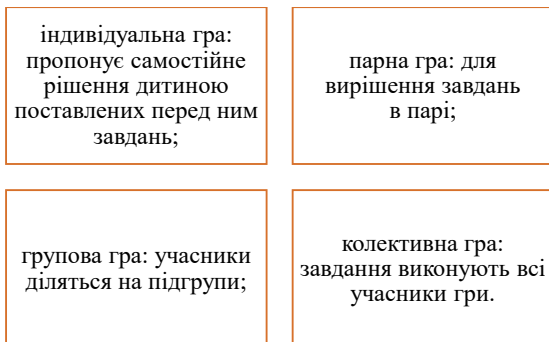 індивідуальна гра:
пропонує самостійне
рішення дитиною
поставлених перед ним
завдань;
парна гра: для
вирішення завдань
в парі;
групова гра: учасники
діляться на підгрупи;
колективна гра:
завдання виконують всі
учасники гри.